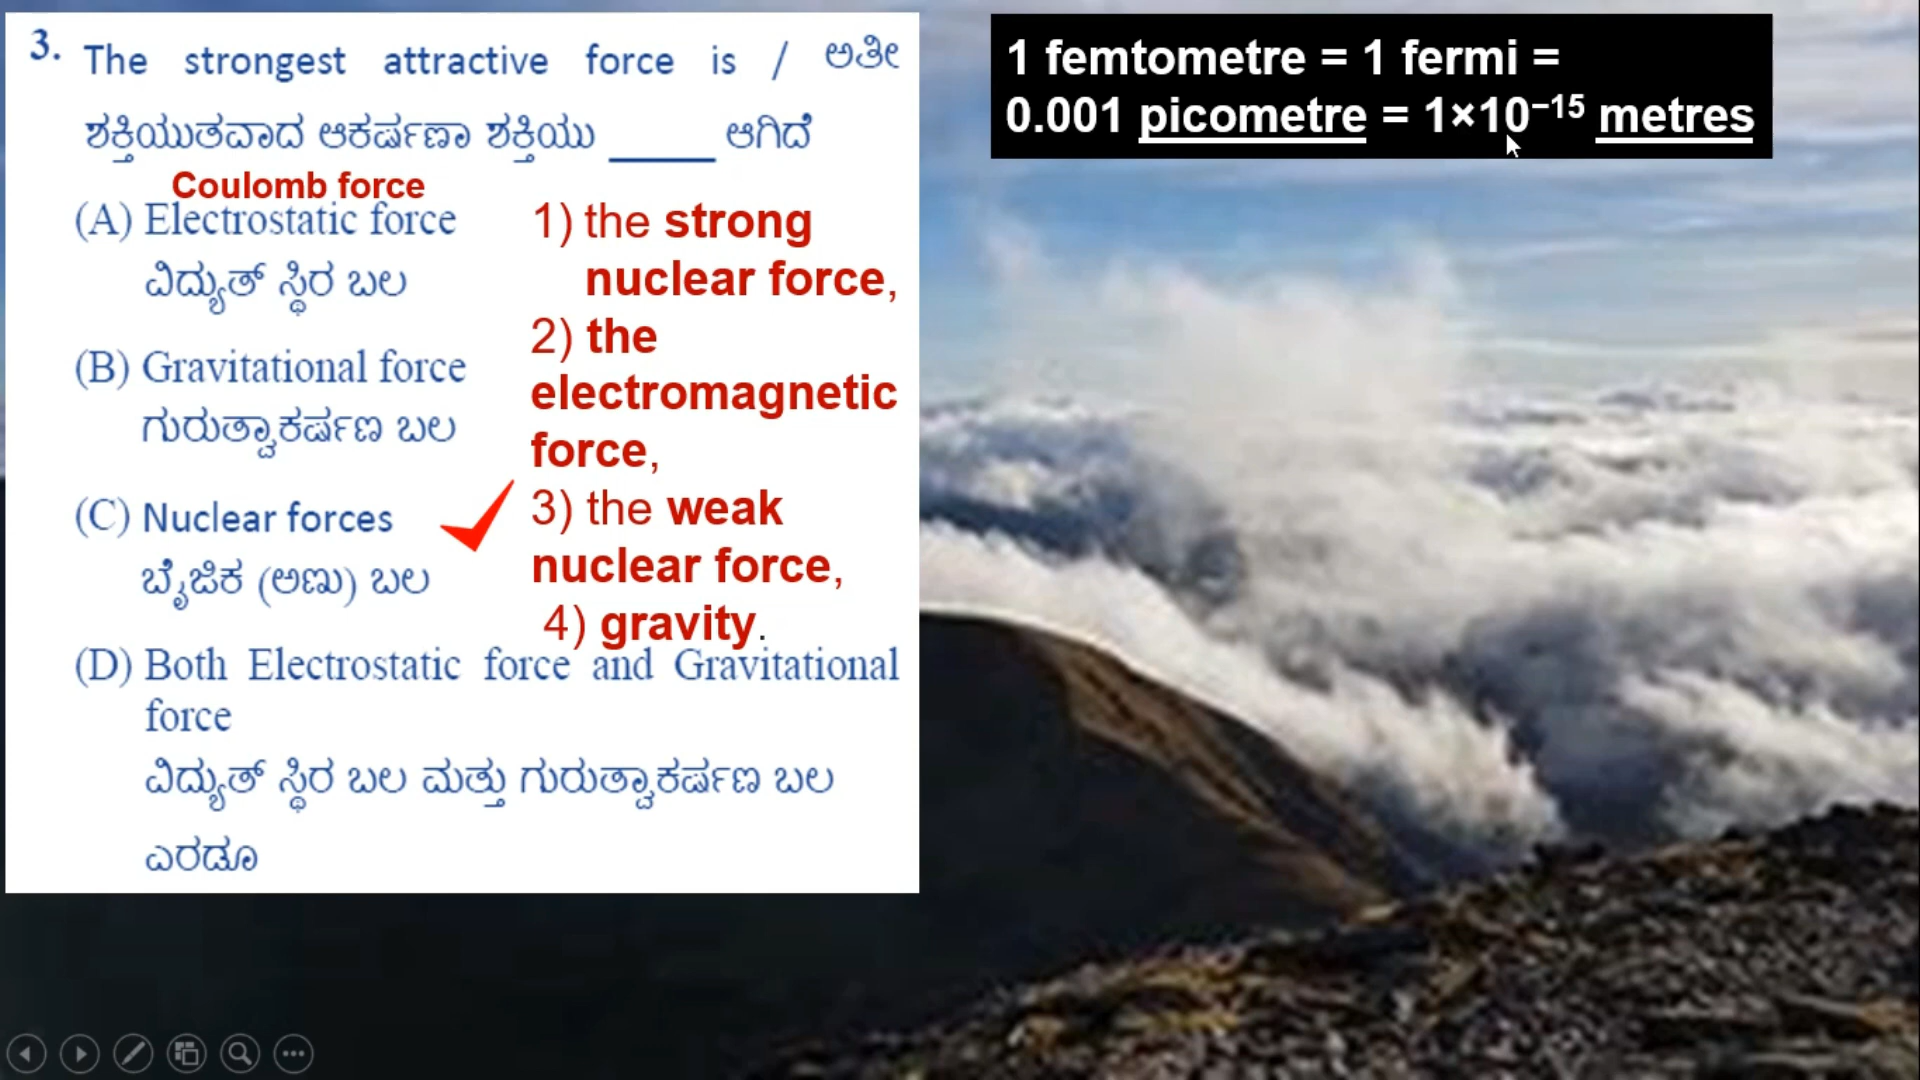 3. The strongest attractive force is / ಅತೀ
ಶಕ್ತಿಯುತವಾದ ಆಕರ್ಷಣಾ ಶಕ್ತಿಯು _____ ಆಗಿದೆ
Coulomb force
(A) Electrostatic force
ವಿದ್ಯುತ್ ಸ್ಥಿರ ಬಲ
(B) Gravitational force
ಗುರುತ್ವಾಕರ್ಷಣ ಬಲ
(C) Nuclear forces
ಬೈಜಿಕ (ಅಣು) ಬಲ
(D) Both Electrostatic force and Gravitational
force
ವಿದ್ಯುತ್ ಸ್ಥಿರ ಬಲ ಮತ್ತು ಗುರುತ್ವಾಕರ್ಷಣ ಬಲ
ಎರಡೂ
1) the strong
nuclear force,
2) the
electromagnetic
force,
3) the weak
nuclear force,
4) gravity.
1 femtometre = 1 fermi =
0.001 picometre = 1×10⁻¹⁵ metres